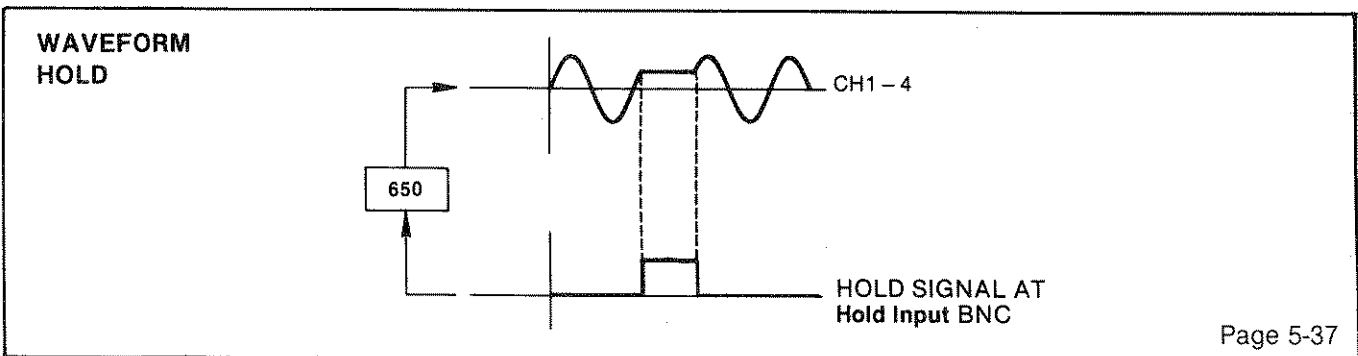 WAVEFORM
HOLD
CH1 – 4
650
HOLD SIGNAL AT
Hold Input BNC
Page 5-37